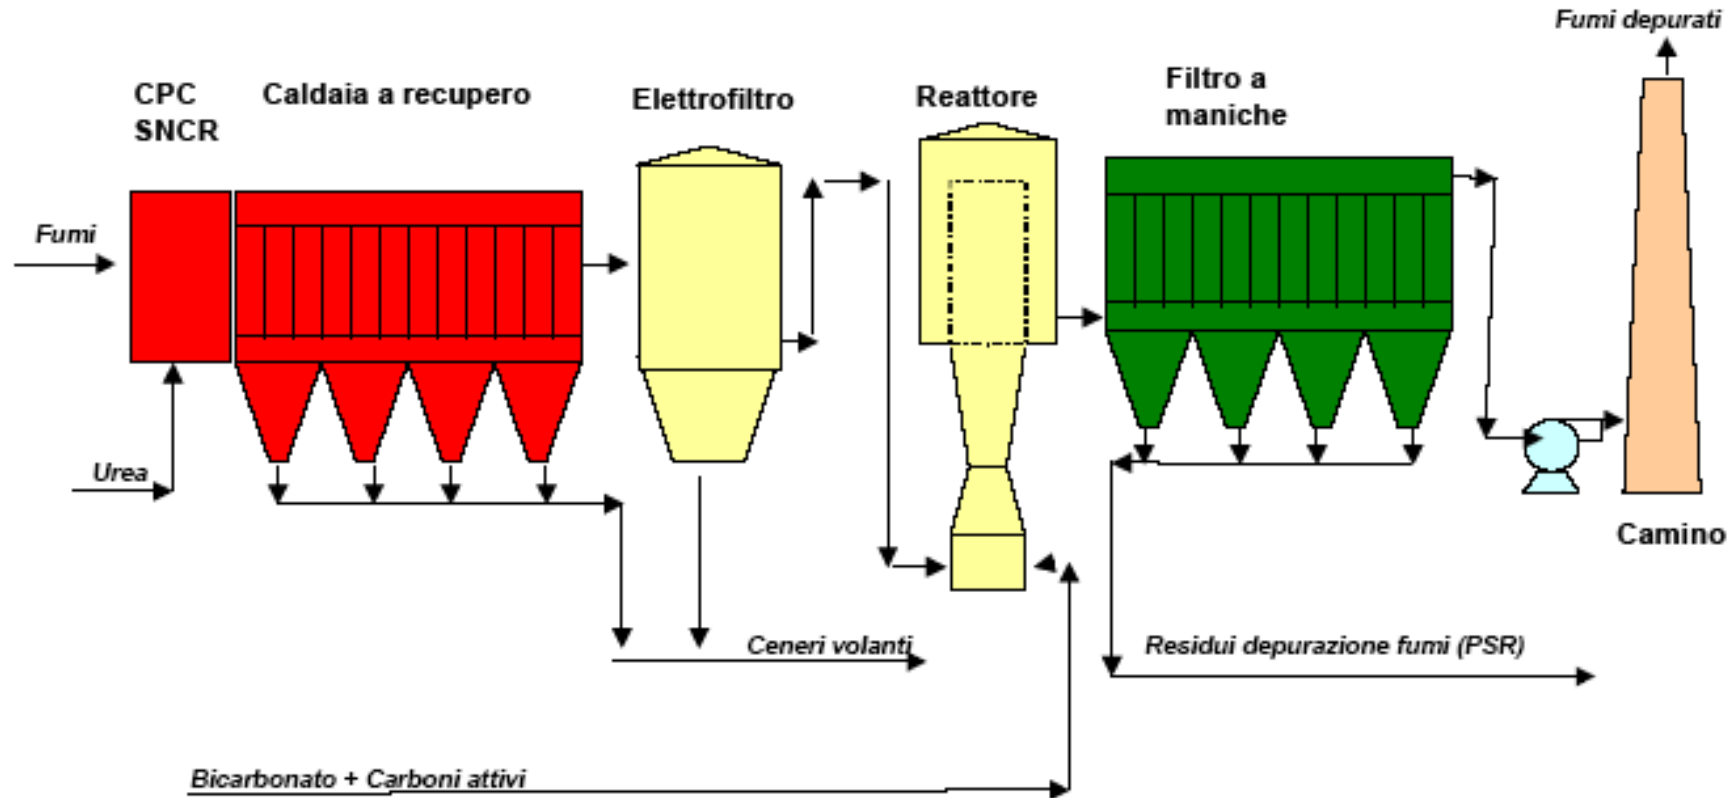 Fumi depurati
CPC
SNCR
Caldaia a recupero
Elettrofiltro
Reattore
Filtro a
maniche
Fumi
Urea
Camino
Ceneri volanti
Residui depurazione fumi (PSR)
Bicarbonato + Carboni attivi